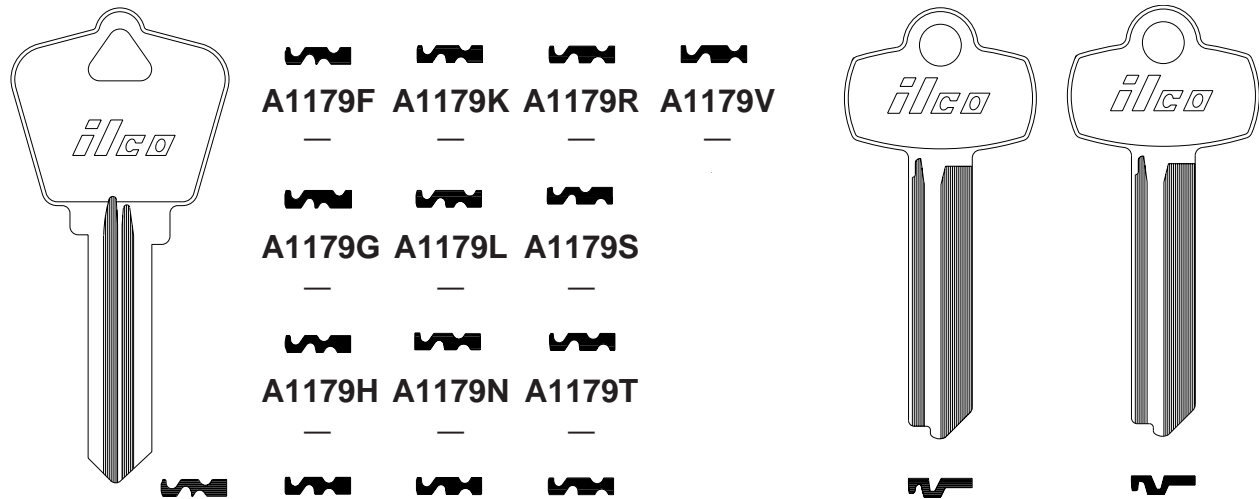 ilco
A1179F A1179K A1179R A1179V
— — — —
A1179G A1179L A1179S
— — —
A1179H A1179N A1179T
— — —
ilco
ilco